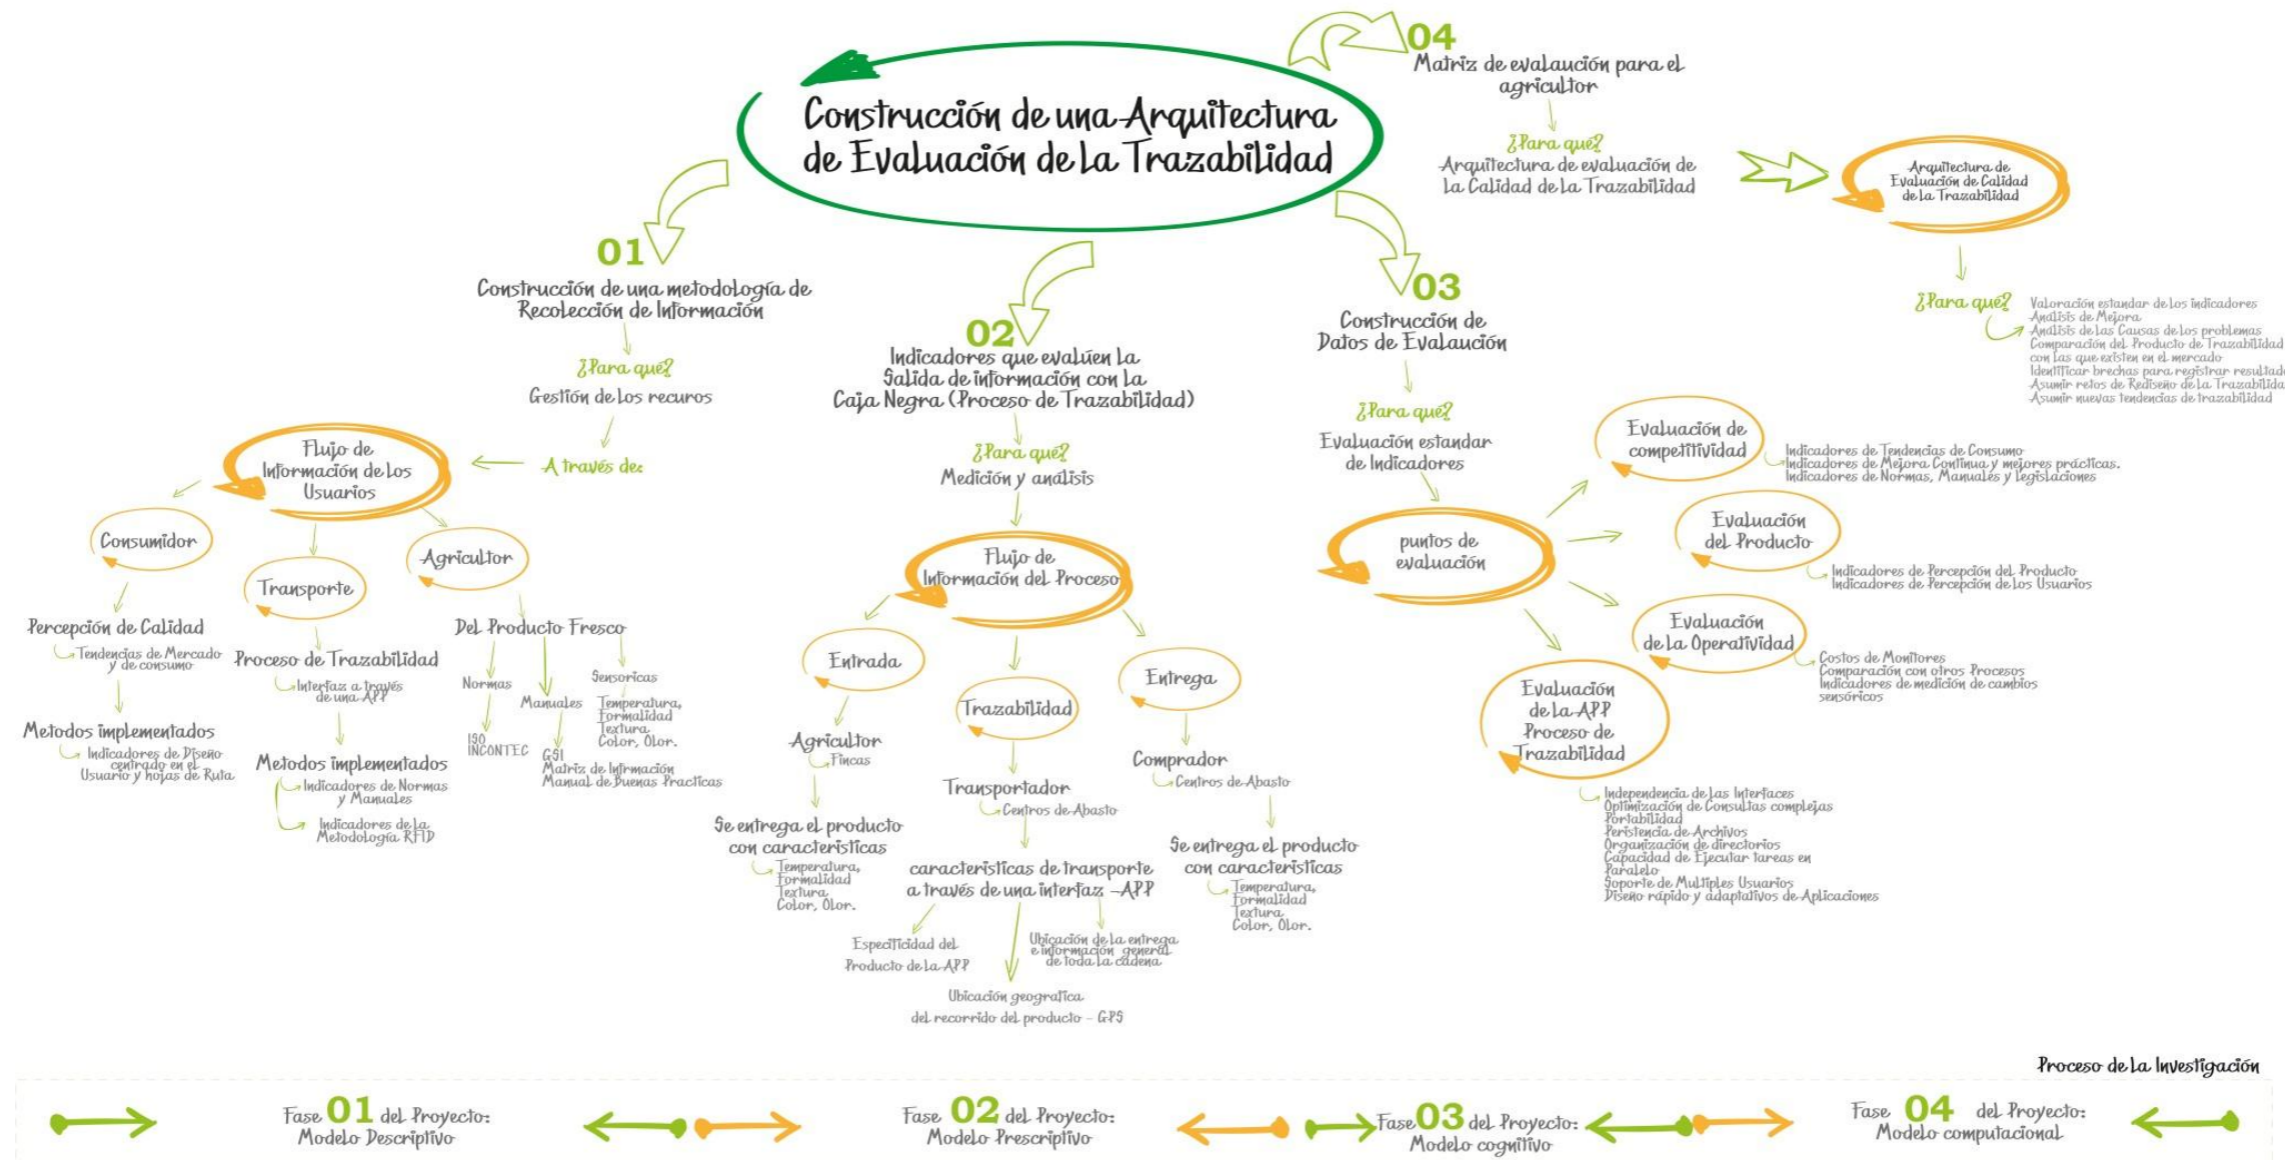 Construcción de una Arquitectura
de Evaluación de la Trazabilidad
01
Construcción de una metodología de
Recolección de Información
¿Para qué?
Gestión de los recuros
A través de:
Flujo de
Información de los
Usuarios
Consumidor
Percepción de Calidad
Tendencias de Mercado
y de consumo
Metodos implementados
Indicadores de Diseño
centrado en el
Usuario y hojas de Ruta
Transporte
Proceso de Trazabilidad
Interfaz a través
de una APP
Metodos implementados
Indicadores de Normas
y Manuales
Indicadores de la
Metodología RFID
Agricultor
Del Producto Fresco
Normas
ISO
INCONTEC
Manuales
GS1
Matriz de Infrmación
Manual de Buenas Practicas
Sensoricas
Temperatura,
Formalidad
Textura
Color, Olor.
02
Indicadores que evalúen la
Salida de información con la
Caja Negra (Proceso de Trazabilidad)
¿Para qué?
Medición y análisis
Flujo de
Información del Proceso
Entrada
Agricultor
Fincas
Se entrega el producto
con caracteristicas
Temperatura,
Formalidad
Textura
Color, Olor.
Trazabilidad
Transportador
Centros de Abasto
caracteristicas de transporte
a través de una interfaz -APP
Especificidad del
Producto de la APP
Ubicación geografica
del recorrido del producto - GPS
Ubicación de la entrega
e información general
de toda la cadena
Entrega
Comprador
Centros de Abasto
Se entrega el producto
con caracteristicas
Temperatura,
Formalidad
Textura
Color, Olor.
03
Construcción de
Datos de Evalaución
¿Para qué?
Evaluación estandar
de Indicadores
puntos de
evaluación
Evaluación de
competitividad
Indicadores de Tendencias de Consumo
Indicadores de Mejora Continua y mejores prácticas.
Indicadores de Normas, Manuales y Legislaciones
Evaluación
del Producto
Indicadores de Percepción del Producto
Indicadores de Percepción de los Usuarios
Evaluación
de la Operatividad
Costos de Monitores
Comparación con otros Procesos
Indicadores de medición de cambios
sensóricos
Evaluación
de la APP
Proceso de
Trazabilidad
Independencia de las Interfaces
Optimización de Consultas complejas
Portabilidad
Peristencia de Archivos
Organización de directorios
Capacidad de Ejecutar tareas en
Paralelo
Soporte de Multiples Usuarios
Diseño rápido y adaptativos de Aplicaciones
04
Matriz de evalaución para el
agricultor
¿Para qué?
Arquitectura de evaluación de
la Calidad de la Trazabilidad
Arquitectura de
Evaluación de Calidad
de la Trazabilidad
¿Para qué?
Valoración estandar de los indicadores
Análisis de Mejora
Análisis de las Causas de los problemas
Comparación del Producto de Trazabilidad
con las que existen en el mercado
Identificar brechas para registrar resultad
Asumir retos de Rediseño de la Trazabilida
Asumir nuevas tendencias de trazabilidad
Proceso de la Investigación
Fase 01 del Proyecto:
Modelo Descriptivo
Fase 02 del Proyecto:
Modelo Prescriptivo
Fase 03 del Proyecto:
Modelo cognitivo
Fase 04 del Proyecto:
Modelo computacional